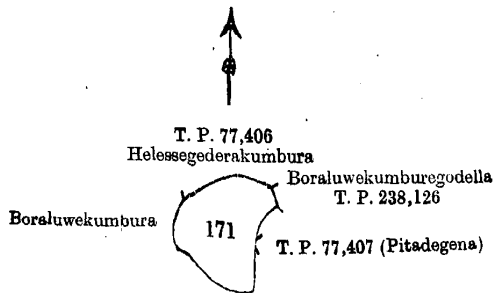 T. P. 77,406
Helessegederakumbura
Boraluwekumburegodella
T. P. 238,126
Boraluwekumbura
171
T. P. 77,407 (Pitadegena)